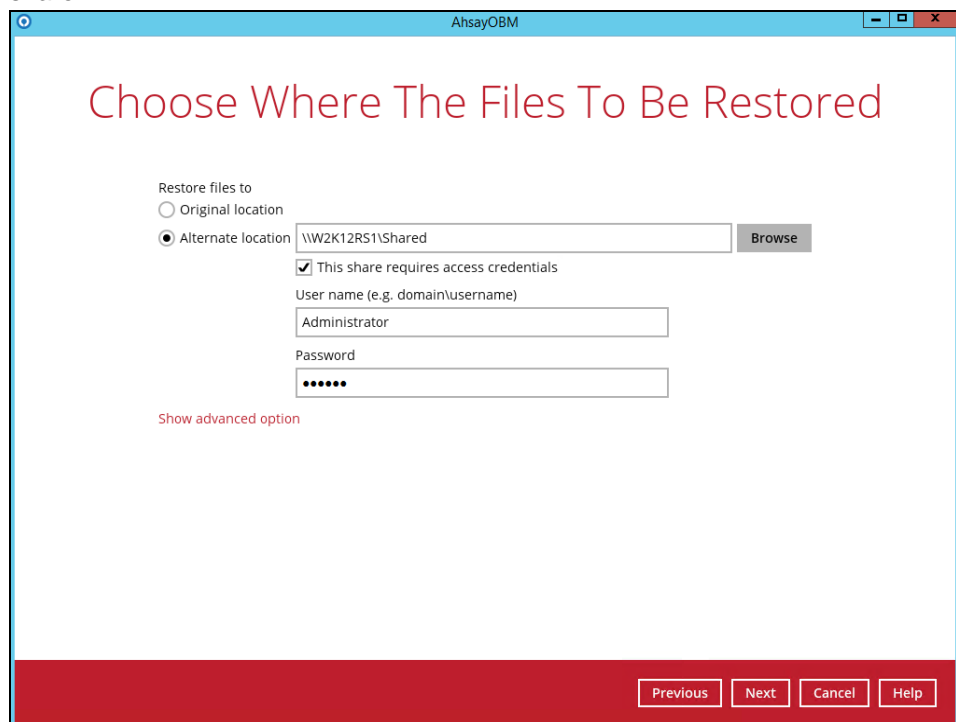 AhsayOBM
Choose Where The Files To Be Restored
Restore files to
Original location
Alternate location \\W2K12RS1\Shared Browse
This share requires access credentials
User name (e.g. domain\username)
Administrator
Password
••••••
Show advanced option
Previous Next Cancel Help